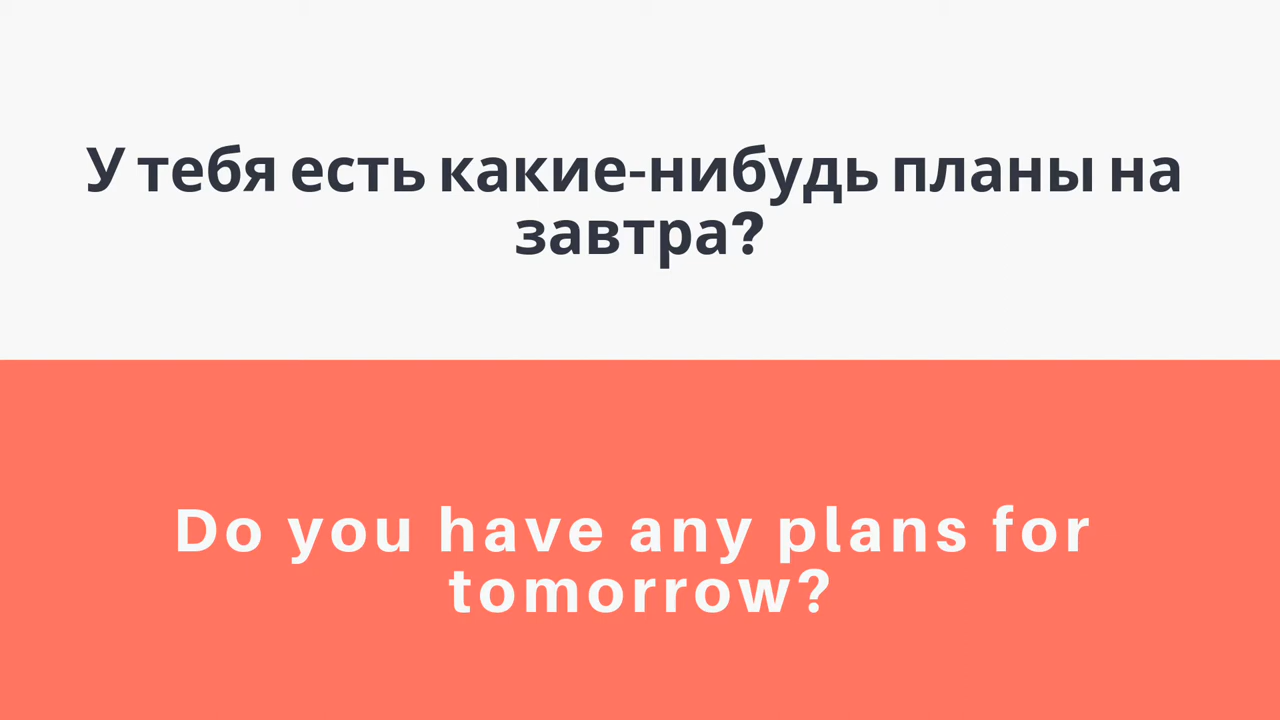 У тебя есть какие-нибудь планы на
завтра?
Do you have any plans for
tomorrow?